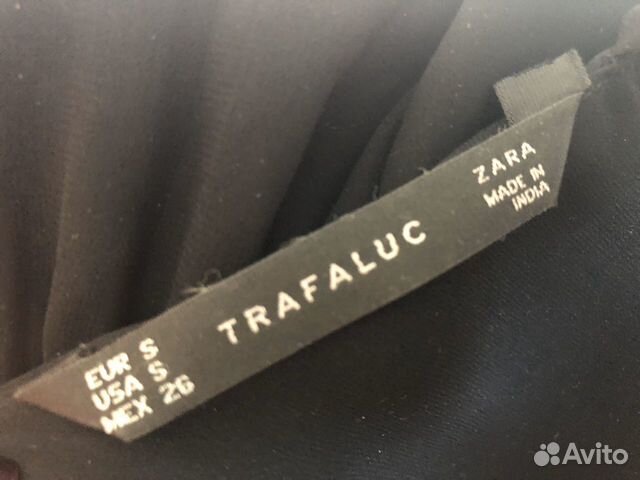 EUR S
USA S
MEX 26
TRAFALUC
ZARA
MADE IN
INDIA
Avito